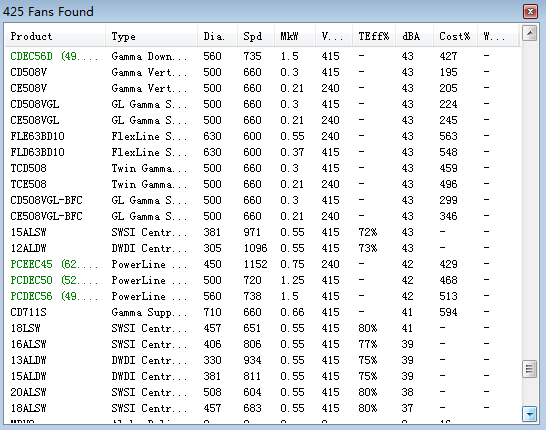 425 Fans Found
Product Type Dia. Spd MkW V... TEff% dBA Cost% W...
CDEC56D (49.... Gamma Down... 560 735 1.5 415 - 43 427 -
CD508V Gamma Vert... 500 660 0.3 415 - 43 195 -
CE508V Gamma Vert... 500 660 0.21 240 - 43 205 -
CD508VGL GL Gamma S... 500 660 0.3 415 - 43 224 -
CE508VGL GL Gamma S... 500 660 0.21 415 - 43 245 -
FLE63BD10 FlexLine S... 630 600 0.55 240 - 43 563 -
FLD63BD10 FlexLine S... 630 600 0.37 415 - 43 548 -
TCD508 Twin Gamma... 500 660 0.3 415 - 43 459 -
TCE508 Twin Gamma... 500 660 0.21 240 - 43 496 -
CD508VGL-BFC GL Gamma S... 500 660 0.3 415 - 43 299 -
CE508VGL-BFC GL Gamma S... 500 660 0.21 240 - 43 346 -
15ALSW SWSI Centr... 381 971 0.55 415 72% 43 - -
12ALDW DWDI Centr... 305 1096 0.55 415 73% 43 - -
PCEEC45 (62.... PowerLine ... 450 1152 0.75 240 - 42 429 -
PCDEC50 (52.... PowerLine ... 500 720 1.25 415 - 42 468 -
PCDEC56 (49.... PowerLine ... 560 738 1.5 415 - 42 513 -
CD711S Gamma Supp... 710 660 0.66 415 - 41 594 -
18LSW SWSI Centr... 457 651 0.55 415 80% 41 - -
16ALSW SWSI Centr... 406 806 0.55 415 77% 39 - -
13ALDW DWDI Centr... 330 934 0.55 415 75% 39 - -
15ALDW DWDI Centr... 381 811 0.55 415 75% 39 - -
20ALSW SWSI Centr... 508 604 0.55 415 80% 38 - -
18ALSW SWSI Centr... 457 683 0.55 415 80% 37 - -